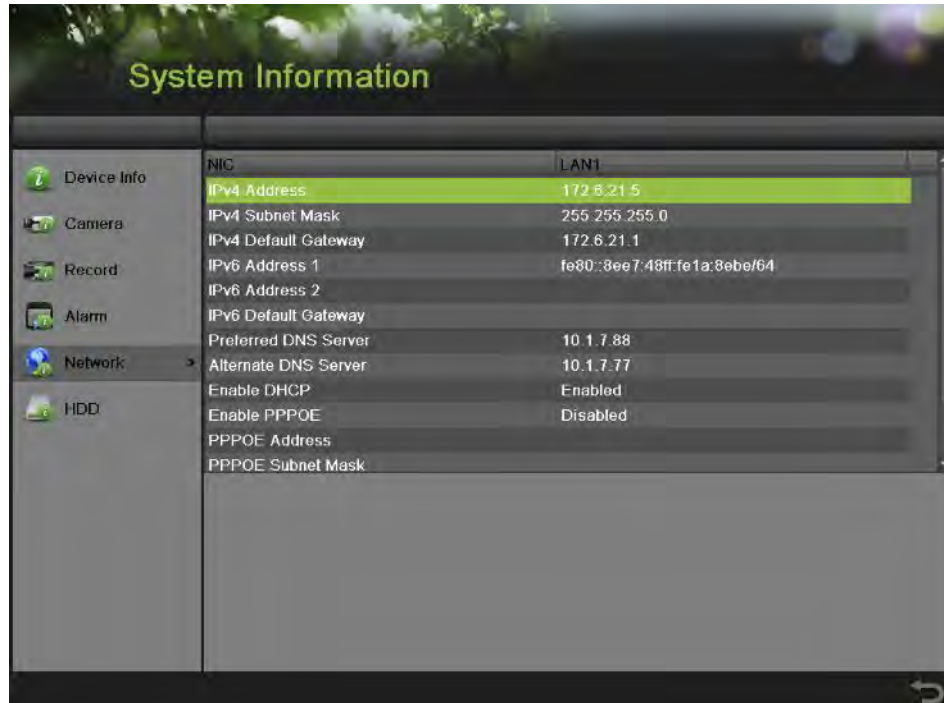 System Information
Device Info
Camera
Record
Alarm
Network >
HDD
NIC LAN1
IPv4 Address 172.6.21.5
IPv4 Subnet Mask 255.255.255.0
IPv4 Default Gateway 172.6.21.1
IPv6 Address 1 fe80::8ee7:48ff:fe1a:8ebe/64
IPv6 Address 2
IPv6 Default Gateway
Preferred DNS Server 10.1.7.88
Alternate DNS Server 10.1.7.77
Enable DHCP Enabled
Enable PPPOE Disabled
PPPOE Address
PPPOE Subnet Mask